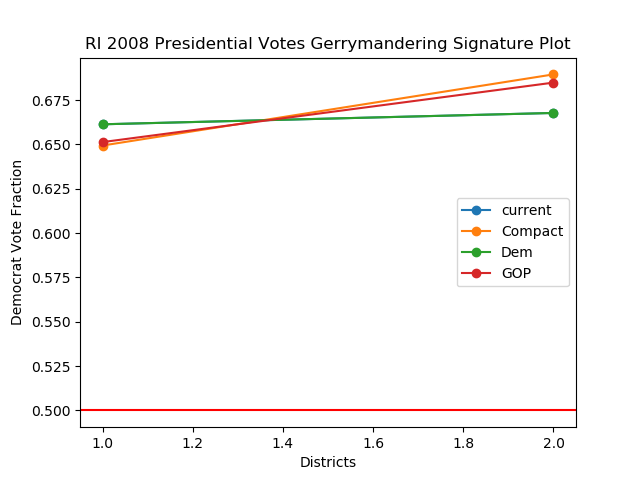 RI 2008 Presidential Votes Gerrymandering Signature Plot
Democrat Vote Fraction
0.675
0.650
0.625
0.600
0.575
0.550
0.525
0.500
current
Compact
Dem
GOP
1.0 1.2 1.4 1.6 1.8 2.0
Districts